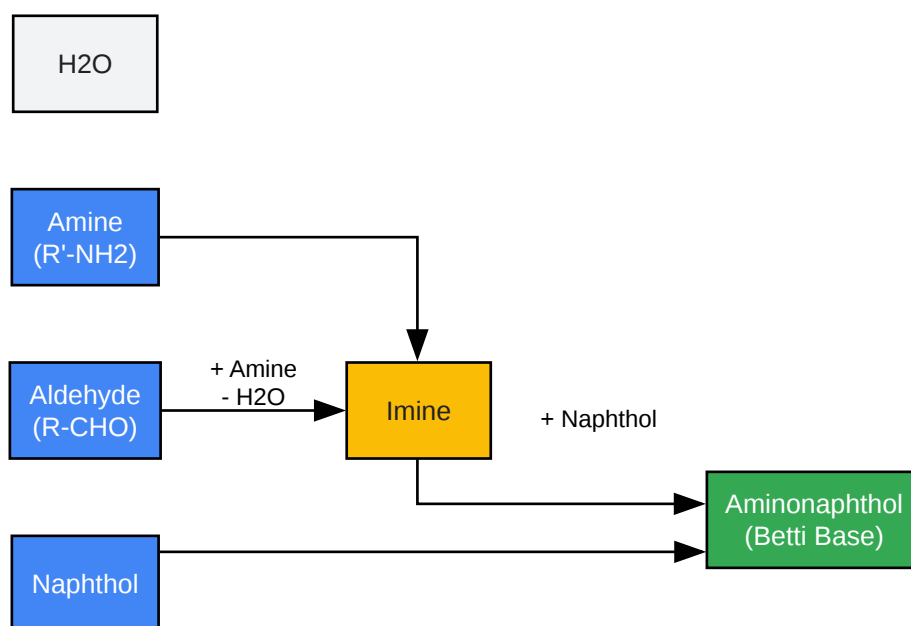 H2O
Amine
(R'-NH2)
Aldehyde
(R-CHO)
+ Amine
- H2O
Imine
+ Naphthol
Aminonaphthol
(Betti Base)
Naphthol